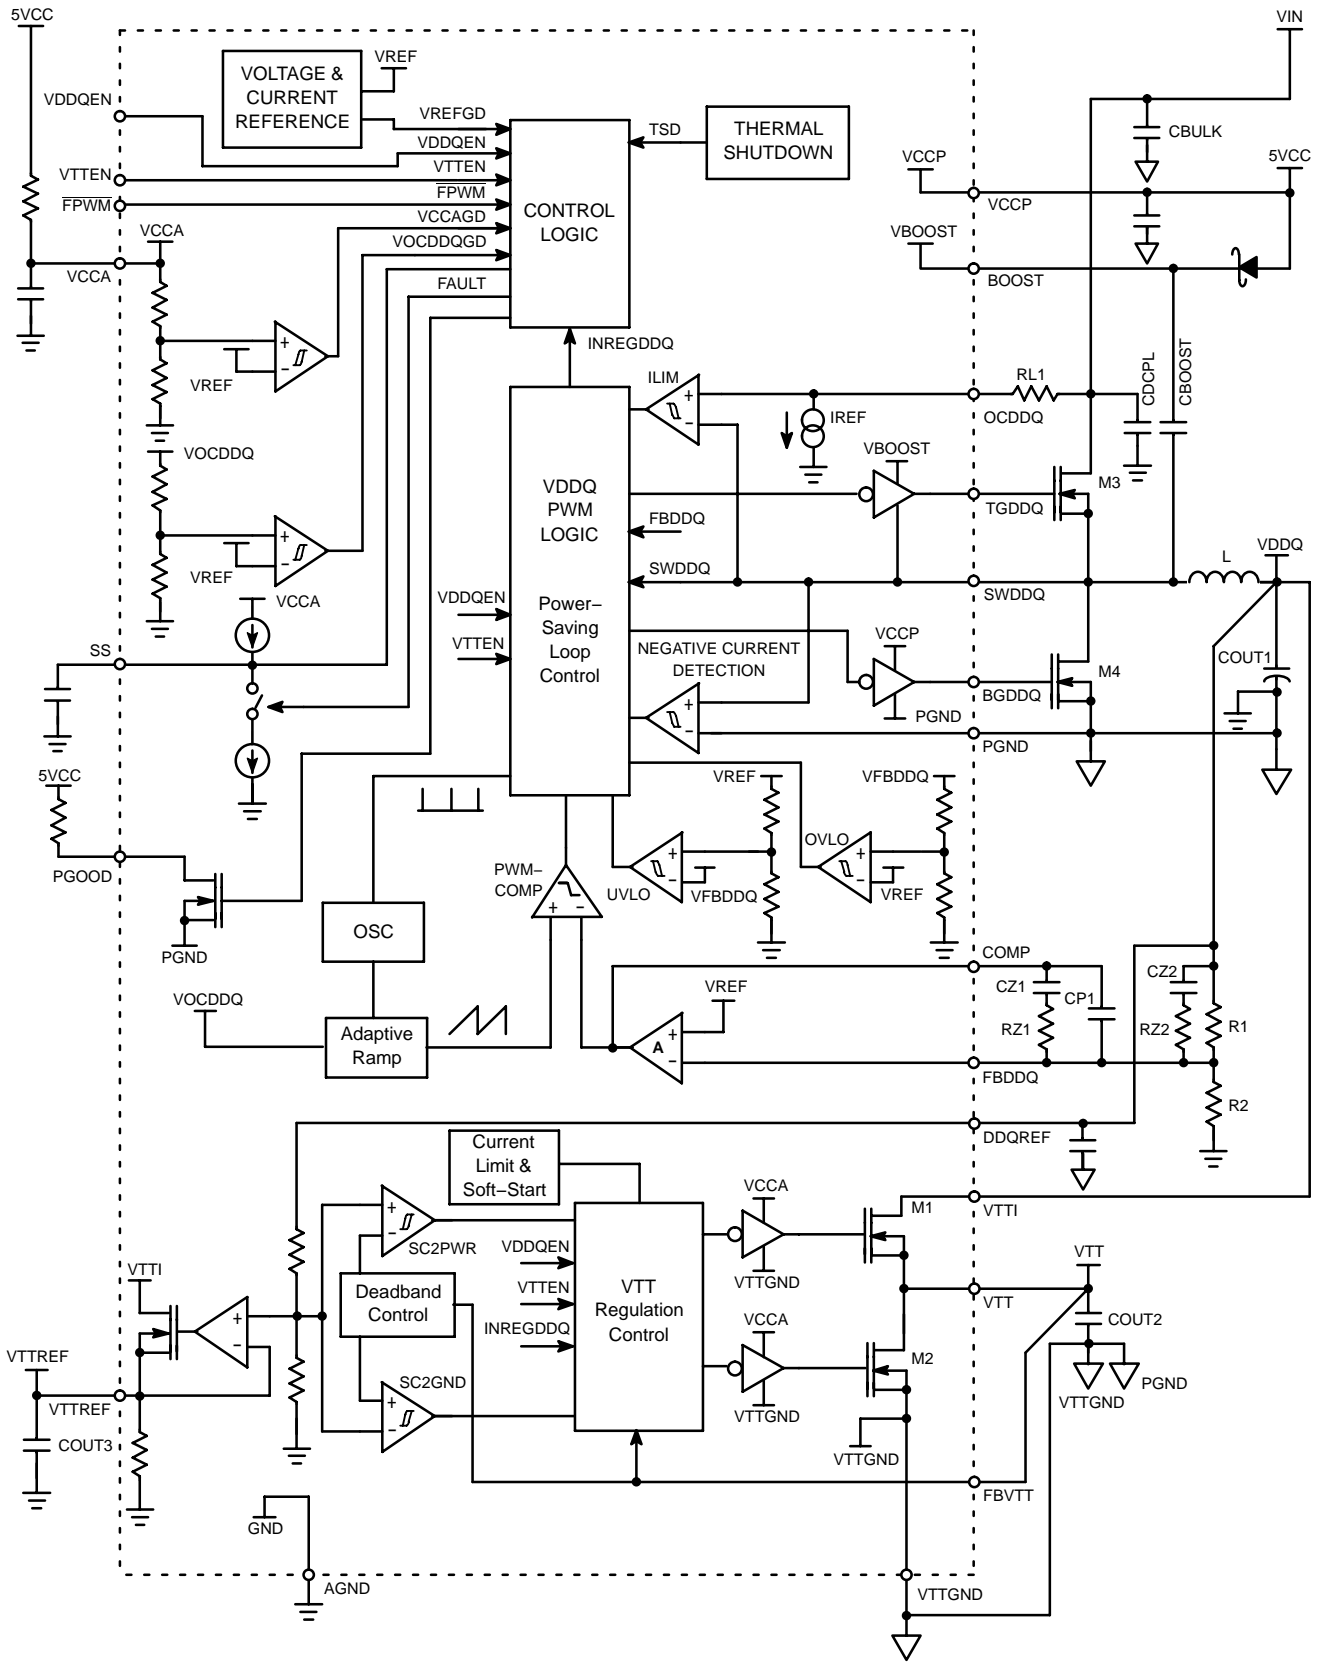 5VCC
VIN
VOLTAGE &
CURRENT
REFERENCE
VREF
VDDQEN
VREFGD
VDDQEN
VTTEN
FPWM
VCCAGD
VOCDDQGD
FAULT
CONTROL
LOGIC
TSD
THERMAL
SHUTDOWN
CBULK
VCCP
5VCC
VCCP
VBOOST
BOOST
VTTEN
FPWM
VCCA
VCCA
VREF
VOCDDQ
VREF
INREGDDQ
ILIM
IREF
OCDDQ
RL1
CDCPL
CBOOST
VBOOST
TGDDQ
M3
VDDQ
PWM
LOGIC
Power–
Saving
Loop
Control
FBDDQ
SWDDQ
SWDDQ
L
VDDQ
VCCA
VDDQEN
VTTEN
NEGATIVE CURRENT
DETECTION
VCCP
PGND
BGDDQ
M4
COUT1
PGND
SS
5VCC
PGOOD
PGND
VREF
VFBDDQ
UVLO
VFBDDQ
OVLO
VREF
PWM–
COMP
+
−
OSC
VOCDDQ
Adaptive
Ramp
VREF
A
COMP
CZ1
CP1
RZ1
CZ2
RZ2
R1
FBDDQ
R2
DDQREF
Current
Limit &
Soft–Start
VCCA
M1
VTTI
SC2PWR
VDDQEN
VTTEN
INREGDDQ
VTT
Regulation
Control
VTTGND
VTT
VTT
COUT2
VTTI
Deadband
Control
VCCA
M2
VTTGND
VTTGND
PGND
VTTREF
VTTREF
COUT3
SC2GND
VTTGND
FBVTT
GND
AGND
VTTGND